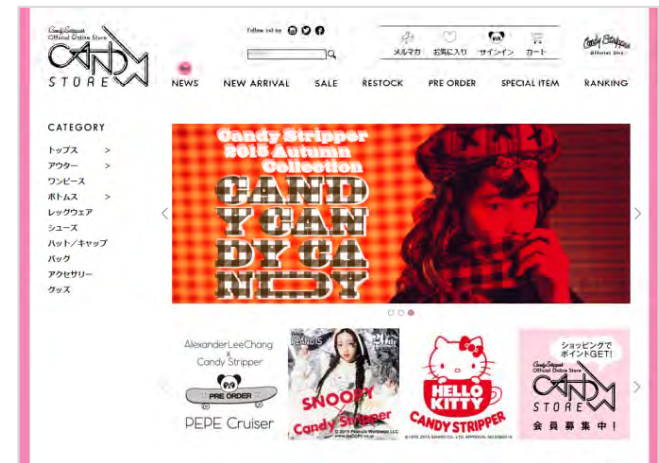 Candy Stripper
Official Online Store
CANDY
STORE
Follow us! on
メルマガ お気に入り サインイン カート
Candy Stripper
Official Site
NEWS NEW ARRIVAL SALE RESTOCK PRE ORDER SPECIAL ITEM RANKING
CATEGORY
トップス >
アウター >
ワンピース
ボトムス >
レッグウェア
シューズ
ハット／キャップ
バッグ
アクセサリー
グッズ
Candy Stripper
2015 Autumn
Collection
CAND
Y CAN
DY CA
NDY
AlexanderLeeChang
x
Candy Stripper
PRE ORDER
PEPE Cruiser
PEANUTS
SNOOPY
Candy Stripper
© 2015 Peanuts Worldwide LLC
HELLO
KITTY
CANDY STRIPPER
ショッピングで
ポイントGET!
Candy Stripper
Official Online Store
CANDY
STORE
会員募集中!